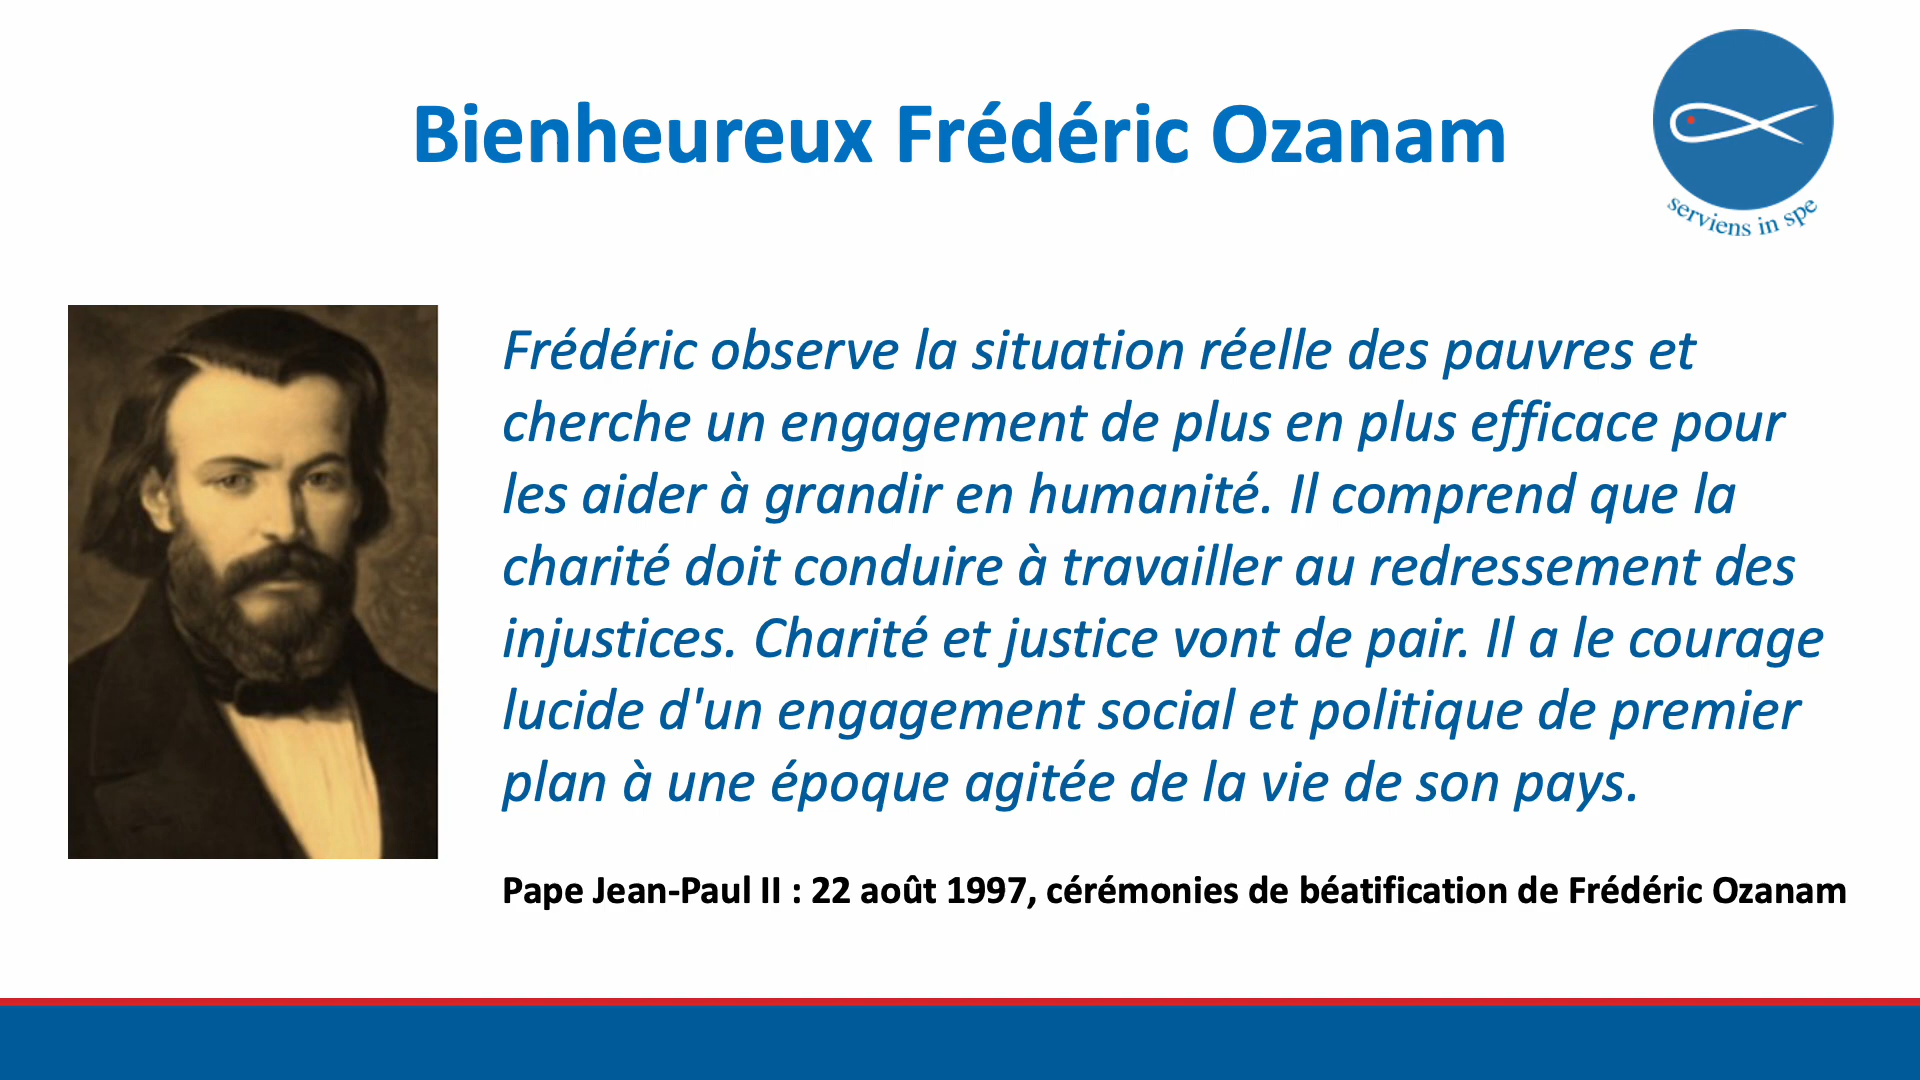 Bienheureux Frédéric Ozanam
serviens in spe
Frédéric observe la situation réelle des pauvres et
cherche un engagement de plus en plus efficace pour
les aider à grandir en humanité. Il comprend que la
charité doit conduire à travailler au redressement des
injustices. Charité et justice vont de pair. Il a le courage
lucide d'un engagement social et politique de premier
plan à une époque agitée de la vie de son pays.
Pape Jean-Paul II : 22 août 1997, cérémonies de béatification de Frédéric Ozanam